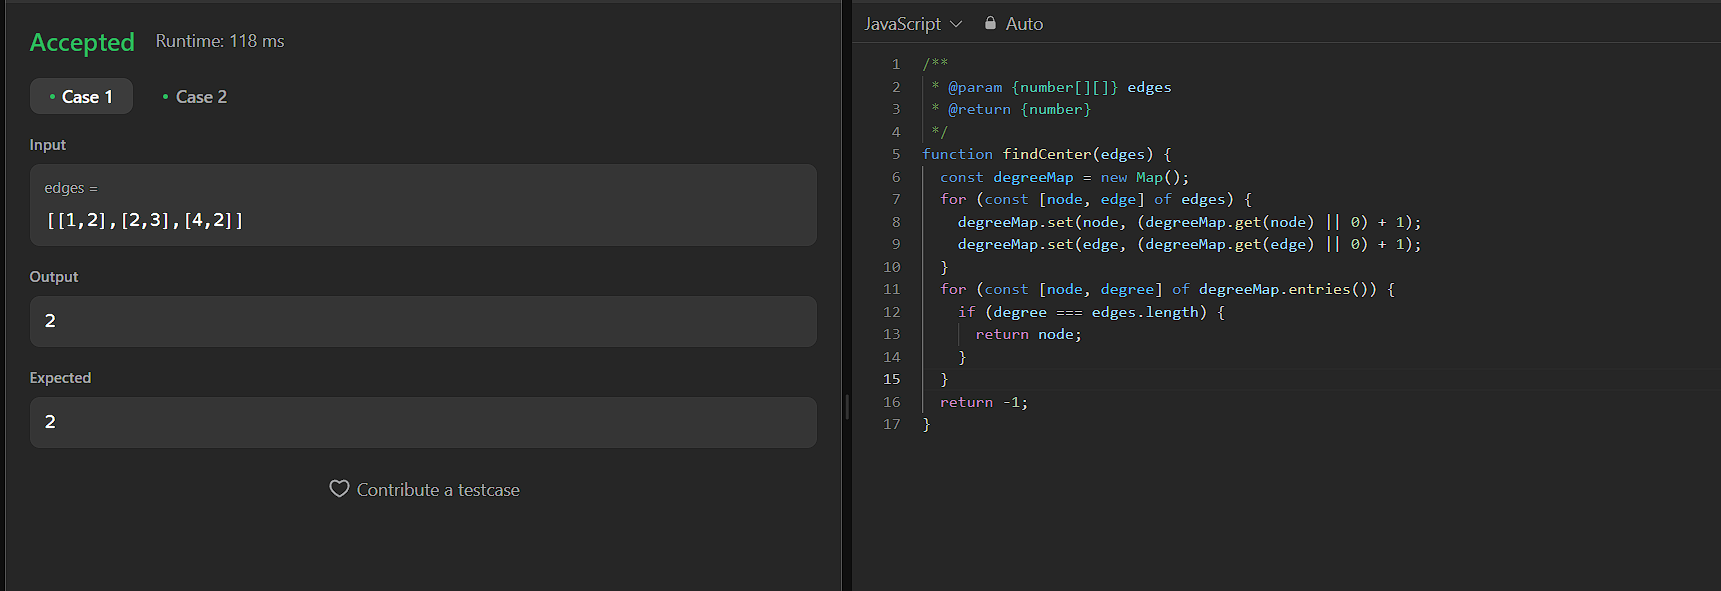 Accepted Runtime: 118 ms
• Case 1 • Case 2
Input
edges =
[[1,2],[2,3],[4,2]]
Output
2
Expected
2
Contribute a testcase
JavaScript Auto
1 /**
2 * @param {number[][]} edges
3 * @return {number}
4 */
5 function findCenter(edges) {
6 const degreeMap = new Map();
7 for (const [node, edge] of edges) {
8 degreeMap.set(node, (degreeMap.get(node) || 0) + 1);
9 degreeMap.set(edge, (degreeMap.get(edge) || 0) + 1);
10 }
11 for (const [node, degree] of degreeMap.entries()) {
12 if (degree === edges.length) {
13 return node;
14 }
15 }
16 return -1;
17 }